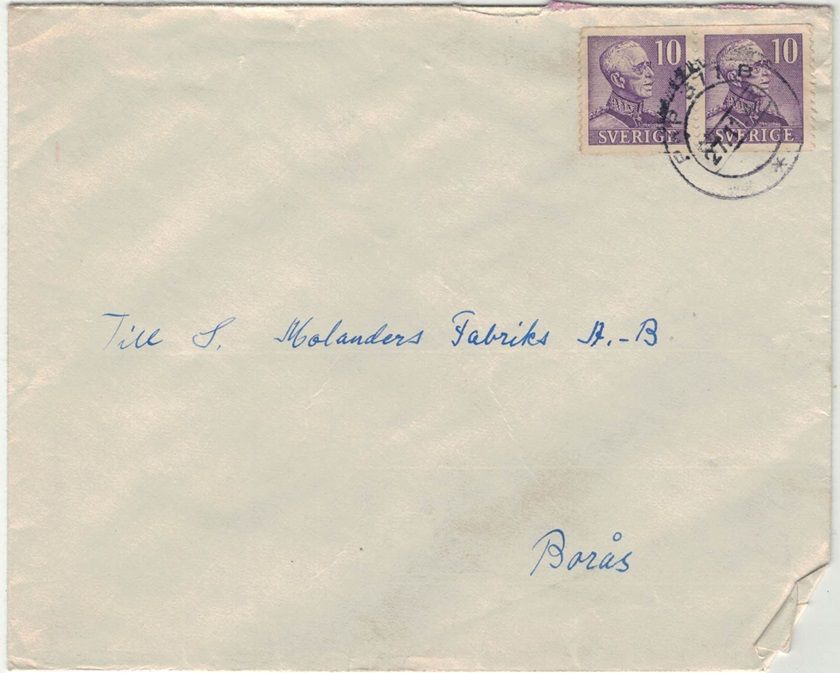 10 10
SVERIGE SVERIGE
Till S. Molanders Fabriks A.-B.
Borås